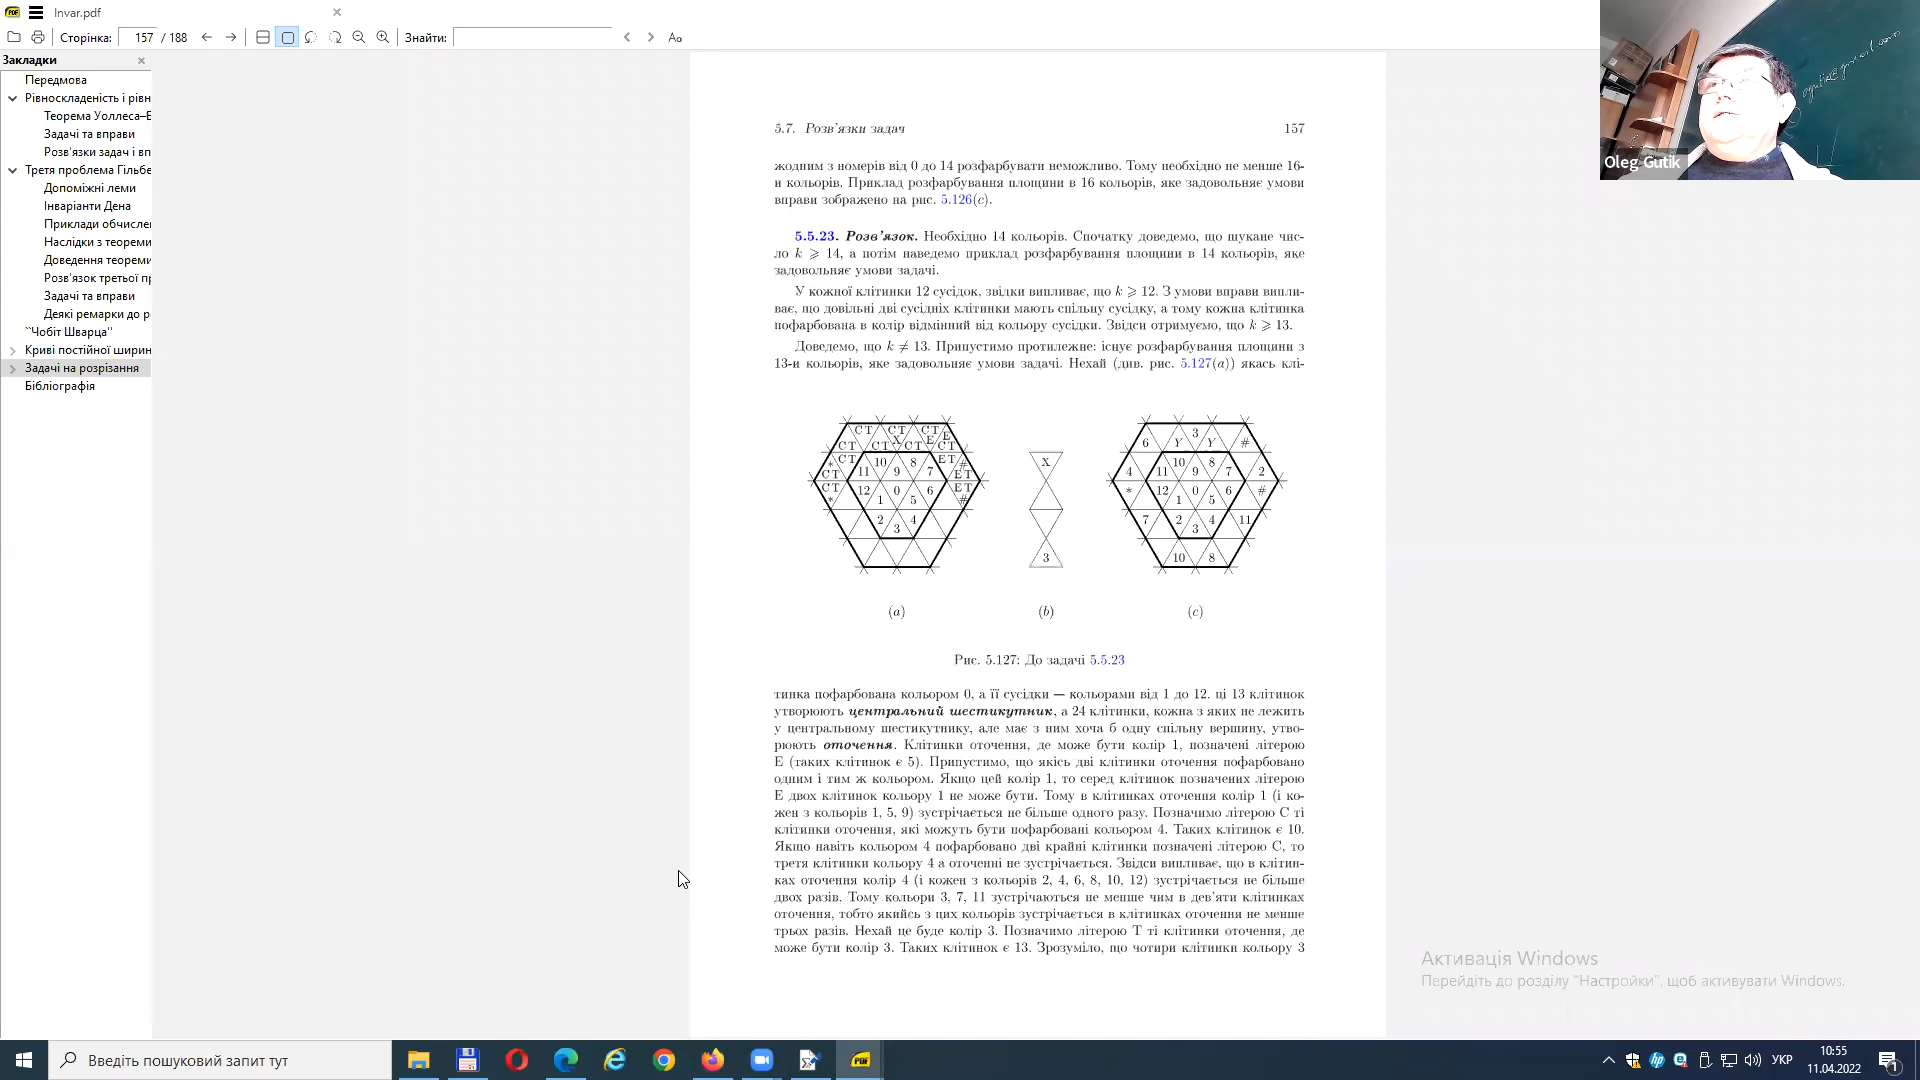 Invar.pdf
Сторінка: 157 / 188 Знайти: Aa
Закладки
Передмова
Рівноскладеність і рівн
Теорема Уоллеса–Б
Задачі та вправи
Розв'язки задач і вп
Третя проблема Гільбе
Допоміжні леми
Інваріанти Дена
Приклади обчислен
Наслідки з теореми
Доведення теореми
Розв'язок третьої пр
Задачі та вправи
Деякі ремарки до р
``Чобіт Шварца''
Криві постійної ширин
Задачі на розрізання
Бібліографія
5.7. Розв'язки задач 157
жодним з номерів від 0 до 14 розфарбувати неможливо. Тому необхідно не менше 16-
и кольорів. Приклад розфарбування площини в 16 кольорів, яке задовольняє умови
вправи зображено на рис. 5.126(c).
5.5.23. Розв'язок. Необхідно 14 кольорів. Спочатку доведемо, що шукане чис-
ло k ⩾ 14, а потім наведемо приклад розфарбування площини в 14 кольорів, яке
задовольняє умови задачі.
У кожної клітинки 12 сусідок, звідки випливає, що k ⩾ 12. З умови вправи випли-
ває, що довільні дві сусідніх клітинки мають спільну сусідку, а тому кожна клітинка
пофарбована в колір відмінний від кольору сусідки. Звідси отримуємо, що k ⩾ 13.
Доведемо, що k ≠ 13. Припустимо протилежне: існує розфарбування площини з
13-и кольорів, яке задовольняє умови задачі. Нехай (див. рис. 5.127(a)) якась клі-
(a) (b) (c)
Рис. 5.127: До задачі 5.5.23
тинка пофарбована кольором 0, а її сусідки — кольорами від 1 до 12. ці 13 клітинок
утворюють центральний шестикутник, а 24 клітинки, кожна з яких не лежить
у центральному шестикутнику, але має з ним хоча б одну спільну вершину, утво-
рюють оточення. Клітинки оточення, де може бути колір 1, позначені літерою
E (таких клітинок є 5). Припустимо, що якісь дві клітинки оточення пофарбовано
одним і тим ж кольором. Якщо цей колір 1, то серед клітинок позначених літерою
E двох клітинок кольору 1 не може бути. Тому в клітинках оточення колір 1 (і ко-
жен з кольорів 1, 5, 9) зустрічається не більше одного разу. Позначимо літерою C ті
клітинки оточення, які можуть бути пофарбовані кольором 4. Таких клітинок є 10.
Якщо навіть кольором 4 пофарбовано дві крайні клітинки позначені літерою C, то
третя клітинки кольору 4 а оточенні не зустрічається. Звідси випливає, що в клітин-
ках оточення колір 4 (і кожен з кольорів 2, 4, 6, 8, 10, 12) зустрічається не більше
двох разів. Тому кольори 3, 7, 11 зустрічаються не менше чим в дев'яти клітинках
оточення, тобто якийсь з цих кольорів зустрічається в клітинках оточення не менше
трьох разів. Нехай це буде колір 3. Позначимо літерою T ті клітинки оточення, де
може бути колір 3. Таких клітинок є 13. Зрозуміло, що чотири клітинки кольору 3
Oleg Gutik
Активація Windows
Перейдіть до розділу "Настройки", щоб активувати Windows.
Введіть пошуковий запит тут
УКР
10:55
11.04.2022